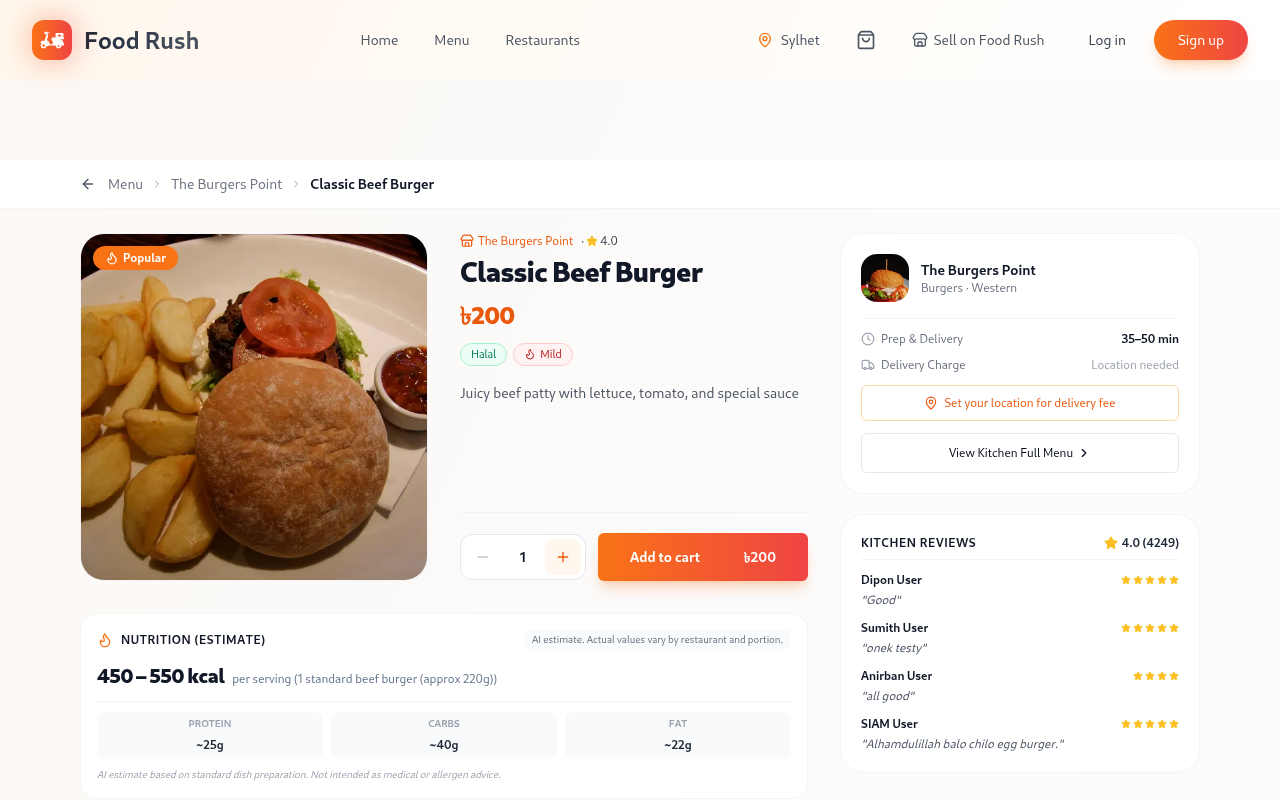 Food Rush
Home
Menu
Restaurants
Sylhet
Sell on Food Rush
Log in
Sign up
Menu
The Burgers Point
Classic Beef Burger
Popular
The Burgers Point · 4.0
Classic Beef Burger
৳200
Halal
Mild
Juicy beef patty with lettuce, tomato, and special sauce
1
Add to cart ৳200
NUTRITION (ESTIMATE)
AI estimate. Actual values vary by restaurant and portion.
450 – 550 kcal per serving (1 standard beef burger (approx 220g))
PROTEIN
~25g
CARBS
~40g
FAT
~22g
AI estimate based on standard dish preparation. Not intended as medical or allergen advice.
The Burgers Point
Burgers · Western
Prep & Delivery 35–50 min
Delivery Charge Location needed
Set your location for delivery fee
View Kitchen Full Menu
KITCHEN REVIEWS 4.0 (4249)
Dipon User
"Good"
Sumith User
"onek testy"
Anirban User
"all good"
SIAM User
"Alhamdulillah balo chilo egg burger."